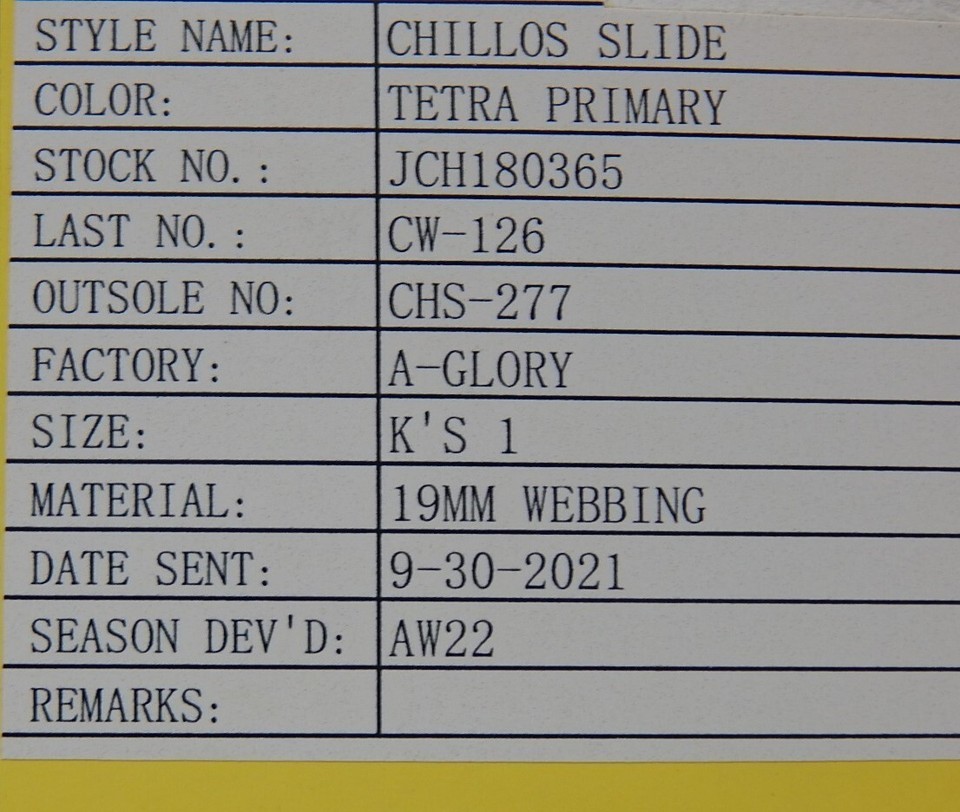 STYLE NAME: CHILLOS SLIDE
COLOR: TETRA PRIMARY
STOCK NO.: JCH180365
LAST NO.: CW-126
OUTSOLE NO: CHS-277
FACTORY: A-GLORY
SIZE: K'S 1
MATERIAL: 19MM WEBBING
DATE SENT: 9-30-2021
SEASON DEV'D: AW22
REMARKS: